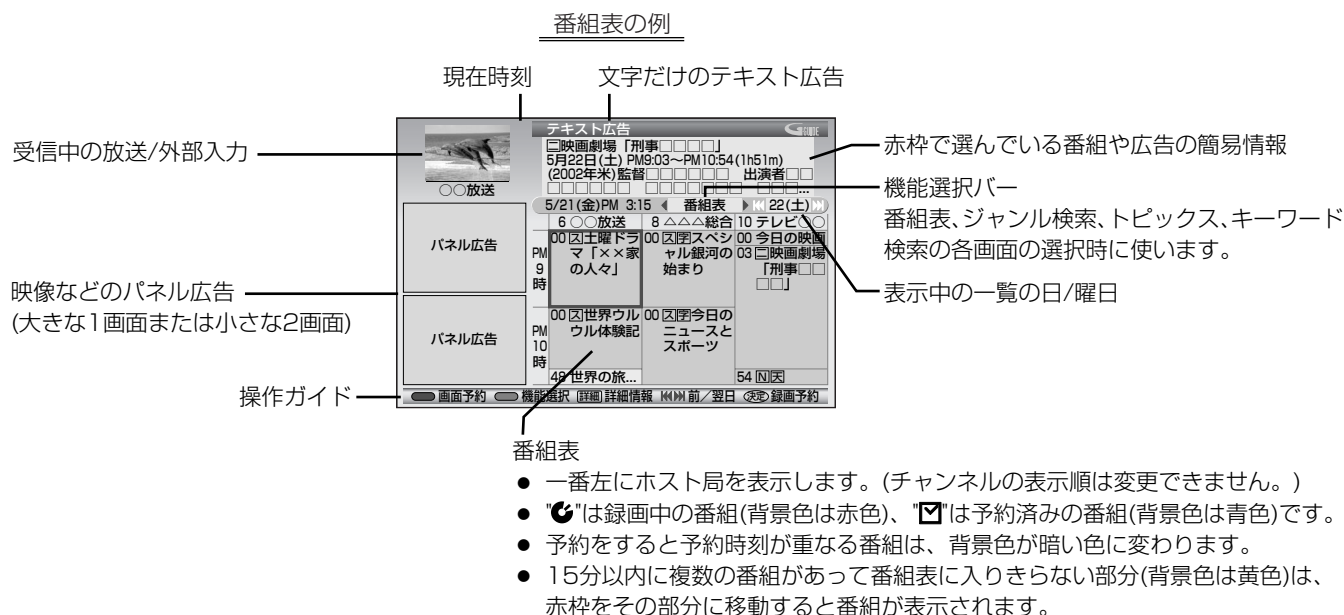 番組表の例
現在時刻
文字だけのテキスト広告
受信中の放送/外部入力
赤枠で選んでいる番組や広告の簡易情報
機能選択バー
番組表、ジャンル検索、トピックス、キーワード
検索の各画面の選択時に使います。
映像などのパネル広告
(大きな1画面または小さな2画面)
表示中の一覧の日/曜日
操作ガイド
テキスト広告
GGUIDE
㊁映画劇場「刑事□□□□」
5月22日(土) PM9:03〜PM10:54(1h51m)
(2002年米)監督□□□□□□ 出演者□□
□□□□□□ □□□□□□ □□□...
○○放送
5/21(金)PM 3:15 番組表 22(土)
6 ○○放送 8 △△△総合 10 テレビ○○
パネル広告
PM
9
時
00 🈂土曜ドラ
マ「××家
の人々」
00 🈂🈑スペシ
ャル銀河の
始まり
00 今日の映画
03 🈔映画劇場
「刑事□□
□□」
パネル広告
PM
10
時
00 🈂世界ウル
ウル体験記
48 世界の旅...
00 🈂🈑今日の
ニュースと
スポーツ
54 🄽天
画面予約 機能選択 詳細 詳細情報 前/翌日 決定 録画予約
番組表
● 一番左にホスト局を表示します。(チャンネルの表示順は変更できません。)
● ""は録画中の番組(背景色は赤色)、"☑"は予約済みの番組(背景色は青色)です。
● 予約をすると予約時刻が重なる番組は、背景色が暗い色に変わります。
● 15分以内に複数の番組があって番組表に入りきらない部分(背景色は黄色)は、
赤枠をその部分に移動すると番組が表示されます。